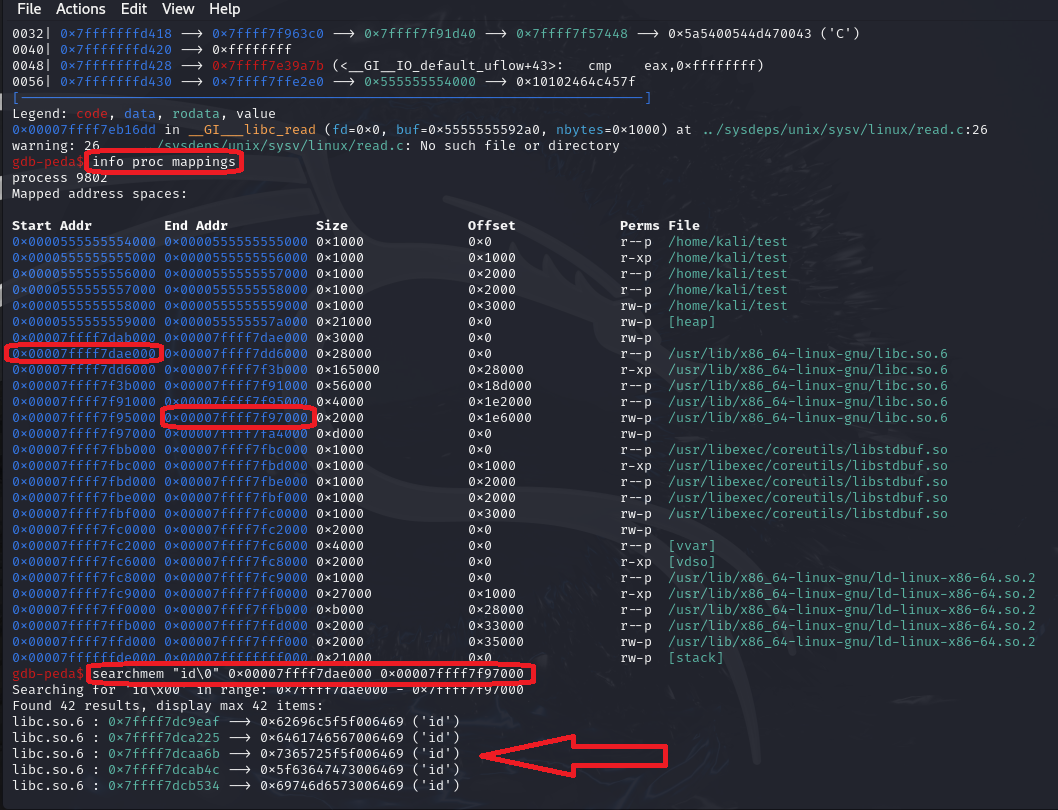 File Actions Edit View Help
0032| 0×7fffffffd418 —> 0×7ffff7f963c0 —> 0×7ffff7f91d40 —> 0×7ffff7f57448 —> 0×5a5400544d470043 ('C')
0040| 0×7fffffffd420 —> 0×ffffffff
0048| 0×7fffffffd428 —> 0×7ffff7e39a7b (<__GI__IO_default_uflow+43>: cmp eax,0×ffffffff)
0056| 0×7fffffffd430 —> 0×7ffff7ffe2e0 —> 0×555555554000 —> 0×10102464c457f
[------------------------------------------------------------------------------]
Legend: code, data, rodata, value
0×00007ffff7eb16dd in __GI___libc_read (fd=0×0, buf=0×5555555592a0, nbytes=0×1000) at ../sysdeps/unix/sysv/linux/read.c:26
warning: 26 /sysdeps/unix/sysv/linux/read.c: No such file or directory
gdb-peda$ info proc mappings
process 9802
Mapped address spaces:
Start Addr End Addr Size Offset Perms File
0×0000555555554000 0×0000555555555000 0×1000 0×0 r--p /home/kali/test
0×0000555555555000 0×0000555555556000 0×1000 0×1000 r-xp /home/kali/test
0×0000555555556000 0×0000555555557000 0×1000 0×2000 r--p /home/kali/test
0×0000555555557000 0×0000555555558000 0×1000 0×2000 r--p /home/kali/test
0×0000555555558000 0×0000555555559000 0×1000 0×3000 rw-p /home/kali/test
0×0000555555559000 0×000055555557a000 0×21000 0×0 rw-p [heap]
0×00007ffff7dab000 0×00007ffff7dae000 0×3000 0×0 rw-p
0×00007ffff7dae000 0×00007ffff7dd6000 0×28000 0×0 r--p /usr/lib/x86_64-linux-gnu/libc.so.6
0×00007ffff7dd6000 0×00007ffff7f3b000 0×165000 0×28000 r-xp /usr/lib/x86_64-linux-gnu/libc.so.6
0×00007ffff7f3b000 0×00007ffff7f91000 0×56000 0×18d000 r--p /usr/lib/x86_64-linux-gnu/libc.so.6
0×00007ffff7f91000 0×00007ffff7f95000 0×4000 0×1e2000 r--p /usr/lib/x86_64-linux-gnu/libc.so.6
0×00007ffff7f95000 0×00007ffff7f97000 0×2000 0×1e6000 rw-p /usr/lib/x86_64-linux-gnu/libc.so.6
0×00007ffff7f97000 0×00007ffff7fa4000 0×d000 0×0 rw-p
0×00007ffff7fbb000 0×00007ffff7fbc000 0×1000 0×0 r--p /usr/libexec/coreutils/libstdbuf.so
0×00007ffff7fbc000 0×00007ffff7fbd000 0×1000 0×1000 r-xp /usr/libexec/coreutils/libstdbuf.so
0×00007ffff7fbd000 0×00007ffff7fbe000 0×1000 0×2000 r--p /usr/libexec/coreutils/libstdbuf.so
0×00007ffff7fbe000 0×00007ffff7fbf000 0×1000 0×2000 r--p /usr/libexec/coreutils/libstdbuf.so
0×00007ffff7fbf000 0×00007ffff7fc0000 0×1000 0×3000 rw-p /usr/libexec/coreutils/libstdbuf.so
0×00007ffff7fc0000 0×00007ffff7fc2000 0×2000 0×0 rw-p
0×00007ffff7fc2000 0×00007ffff7fc6000 0×4000 0×0 r--p [vvar]
0×00007ffff7fc6000 0×00007ffff7fc8000 0×2000 0×0 r-xp [vdso]
0×00007ffff7fc8000 0×00007ffff7fc9000 0×1000 0×0 r--p /usr/lib/x86_64-linux-gnu/ld-linux-x86-64.so.2
0×00007ffff7fc9000 0×00007ffff7ff0000 0×27000 0×1000 r-xp /usr/lib/x86_64-linux-gnu/ld-linux-x86-64.so.2
0×00007ffff7ff0000 0×00007ffff7ffb000 0×b000 0×28000 r--p /usr/lib/x86_64-linux-gnu/ld-linux-x86-64.so.2
0×00007ffff7ffb000 0×00007ffff7ffd000 0×2000 0×33000 r--p /usr/lib/x86_64-linux-gnu/ld-linux-x86-64.so.2
0×00007ffff7ffd000 0×00007ffff7fff000 0×2000 0×35000 rw-p /usr/lib/x86_64-linux-gnu/ld-linux-x86-64.so.2
0×00007ffffffde000 0×00007ffffffff000 0×21000 0×0 rw-p [stack]
gdb-peda$ searchmem "id\0" 0×00007ffff7dae000 0×00007ffff7f97000
Searching for 'id\x00' in range: 0×7ffff7dae000 - 0×7ffff7f97000
Found 42 results, display max 42 items:
libc.so.6 : 0×7ffff7dc9eaf —> 0×62696c5f5f006469 ('id')
libc.so.6 : 0×7ffff7dca225 —> 0×6461746567006469 ('id')
libc.so.6 : 0×7ffff7dcaa6b —> 0×7365725f5f006469 ('id')
libc.so.6 : 0×7ffff7dcab4c —> 0×5f63647473006469 ('id')
libc.so.6 : 0×7ffff7dcb534 —> 0×69746d6573006469 ('id')